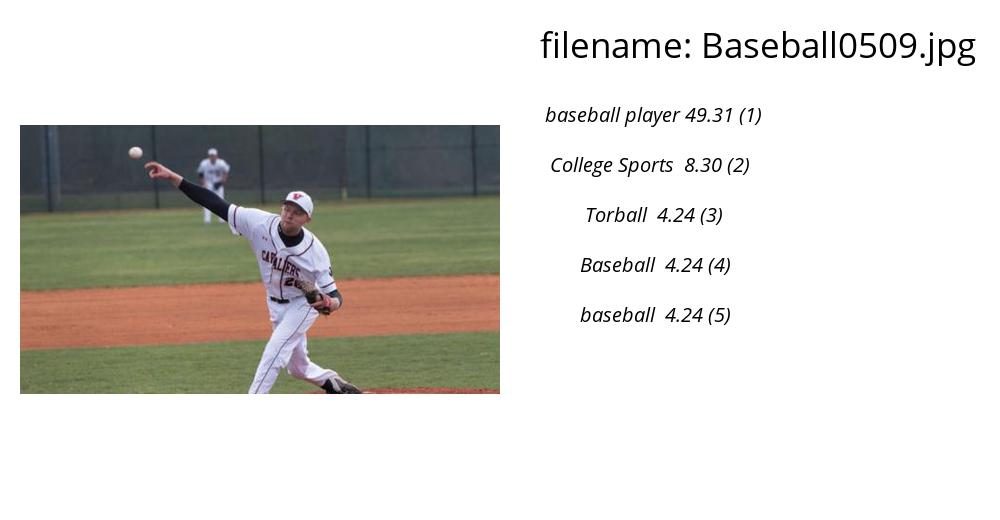 filename: Baseball0509.jpg
baseball player 49.31 (1)
College Sports 8.30 (2)
Torball 4.24 (3)
Baseball 4.24 (4)
baseball 4.24 (5)
V
CAVALIERS